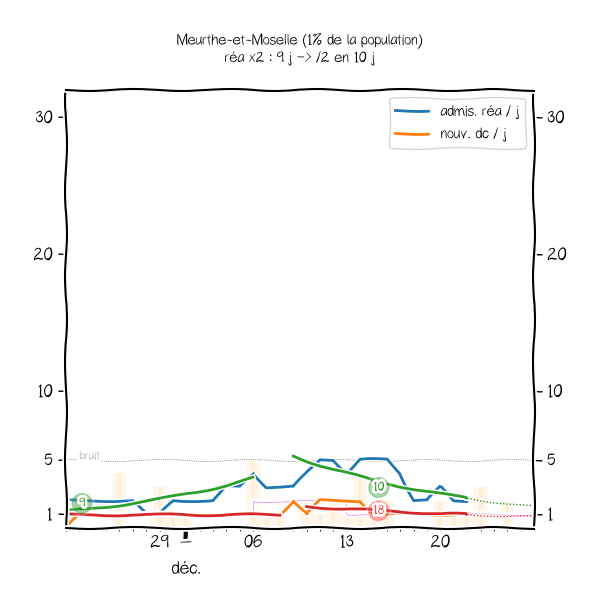 Meurthe-et-Moselle (1% de la population)
réa x2 : 9 j -> /2 en 10 j
admis. réa / j
nouv. dc / j
30 30
20 20
10 10
5 bruit 5
1 1
9
10
18
29 06 13 20
déc.